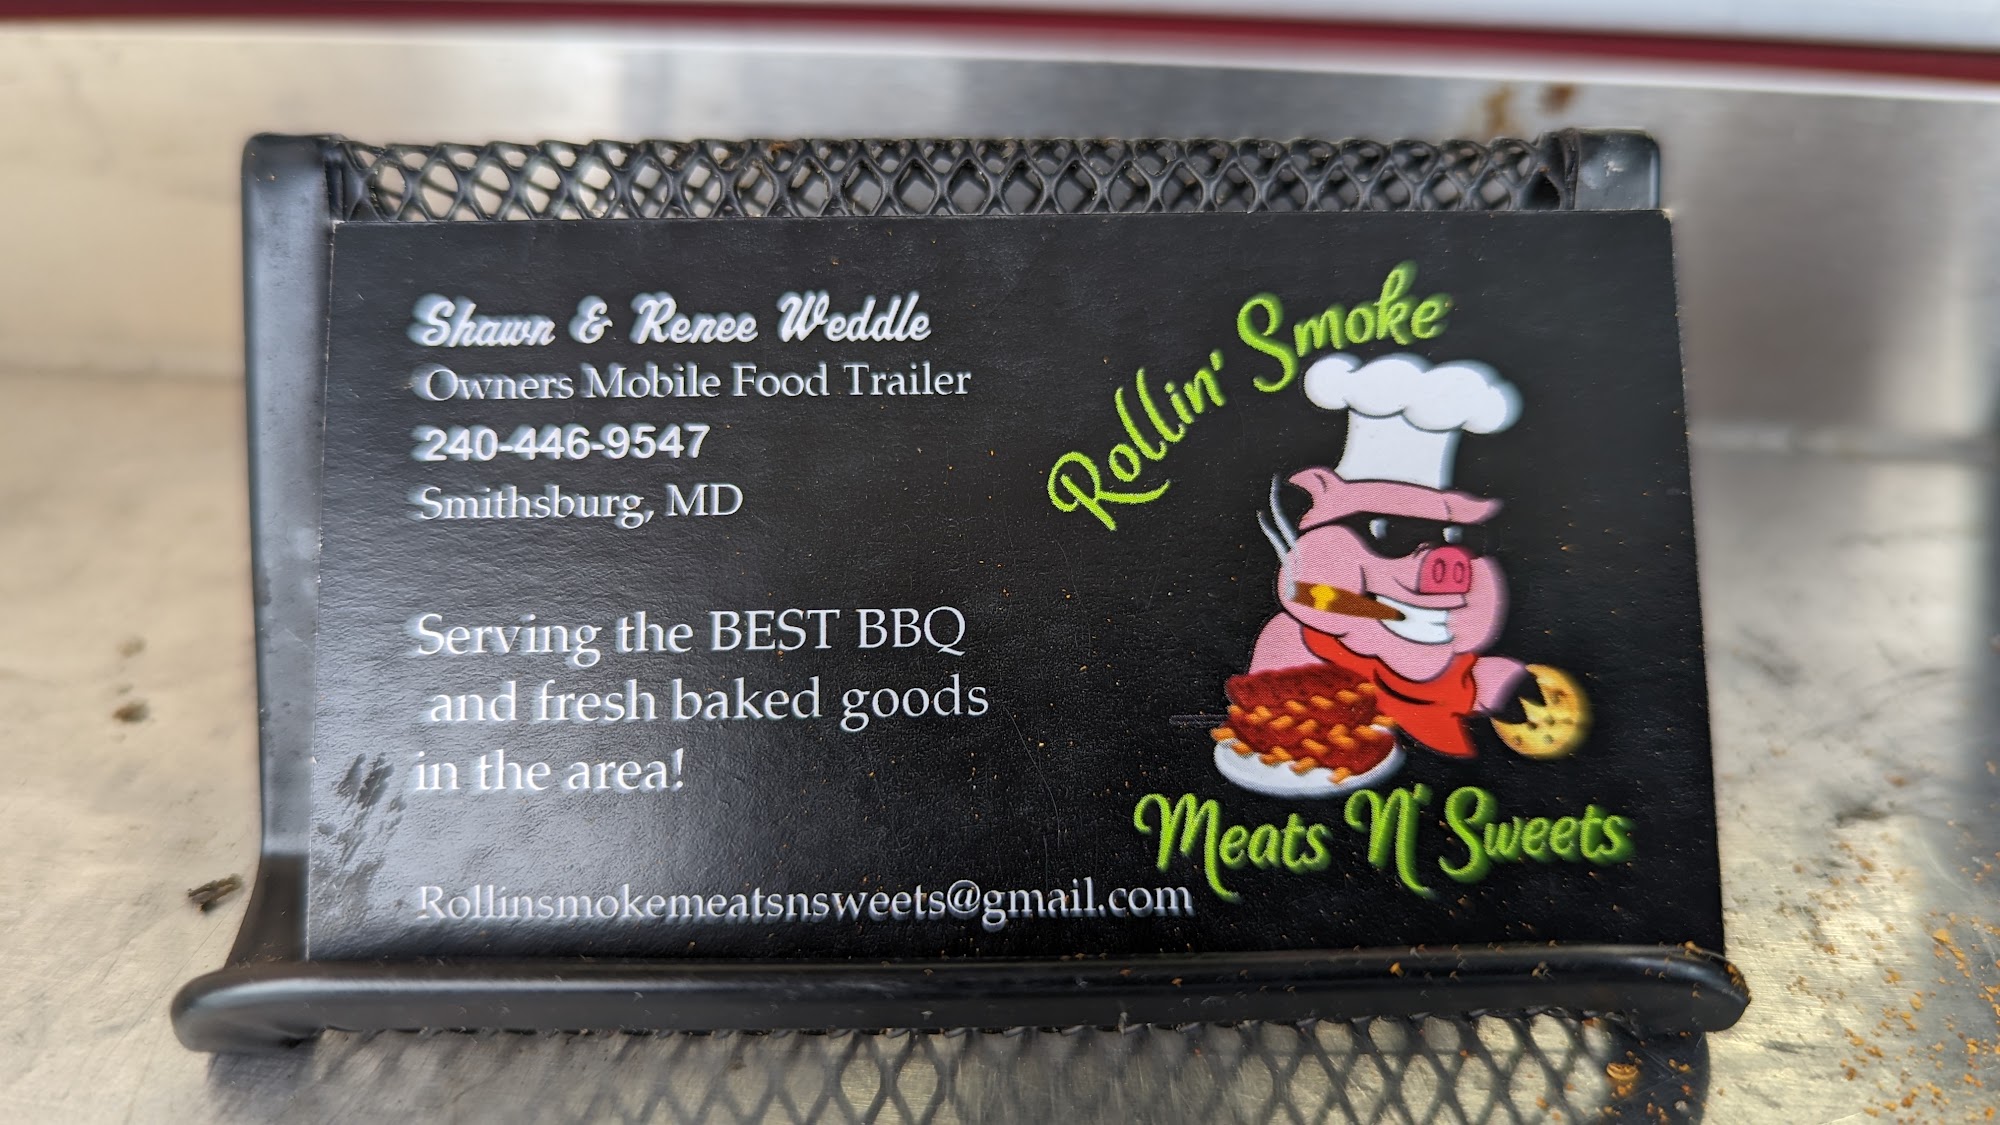 Shawn & Renee Weddle
Owners Mobile Food Trailer
240-446-9547
Smithsburg, MD
Serving the BEST BBQ
and fresh baked goods
in the area!
Rollinsmokemeatsnsweets@gmail.com
Rollin' Smoke
Meats N' Sweets